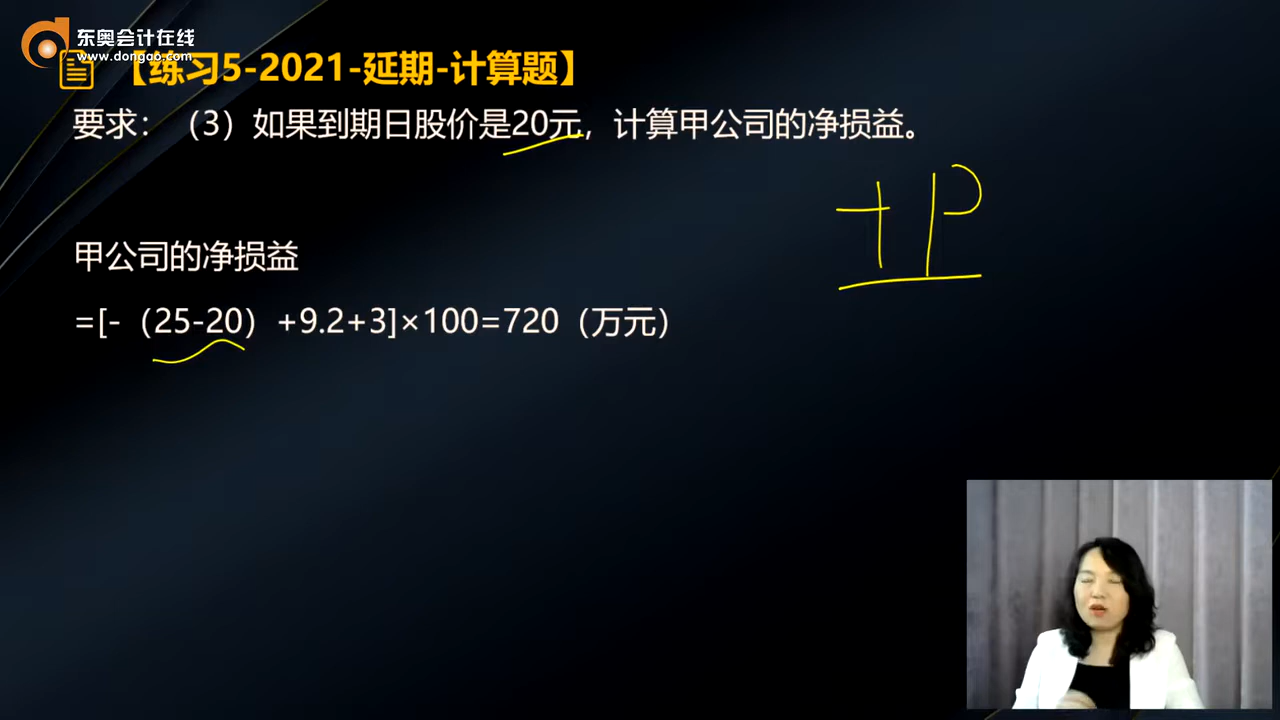 东奥会计在线
www.dongao.com
【练习5-2021-延期-计算题】
要求：（3）如果到期日股价是20元，计算甲公司的净损益。
+P
甲公司的净损益
=[-（25-20）+9.2+3]×100=720（万元）